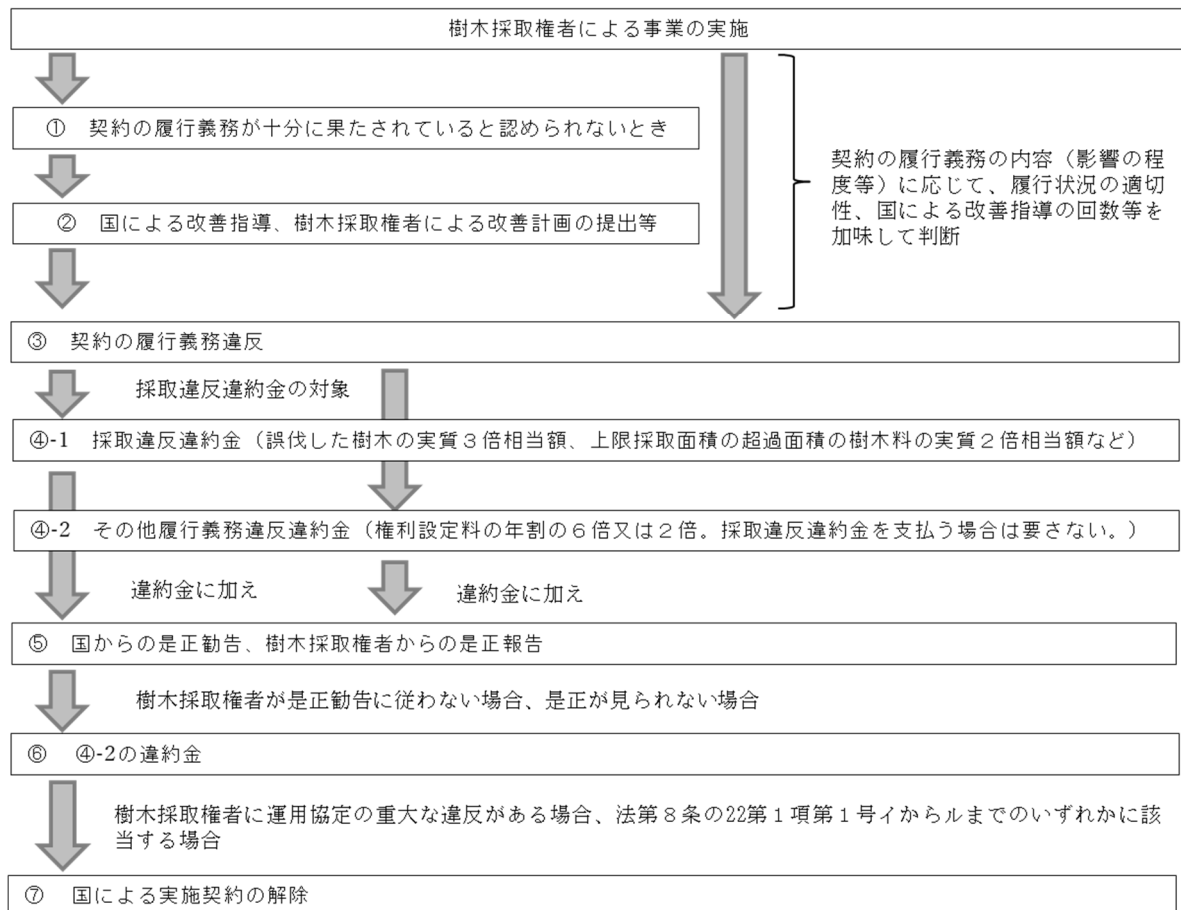 樹木採取権者による事業の実施
① 契約の履行義務が十分に果たされていると認められないとき
② 国による改善指導、樹木採取権者による改善計画の提出等
契約の履行義務の内容（影響の程
度等）に応じて、履行状況の適切
性、国による改善指導の回数等を
加味して判断
③ 契約の履行義務違反
採取違反違約金の対象
④-1 採取違反違約金（誤伐した樹木の実質３倍相当額、上限採取面積の超過面積の樹木料の実質２倍相当額など）
④-2 その他履行義務違反違約金（権利設定料の年割の６倍又は２倍。採取違反違約金を支払う場合は要さない。）
違約金に加え
違約金に加え
⑤ 国からの是正勧告、樹木採取権者からの是正報告
樹木採取権者が是正勧告に従わない場合、是正が見られない場合
⑥ ④-2の違約金
樹木採取権者に運用協定の重大な違反がある場合、法第８条の22第１項第１号イからルまでのいずれかに該
当する場合
⑦ 国による実施契約の解除